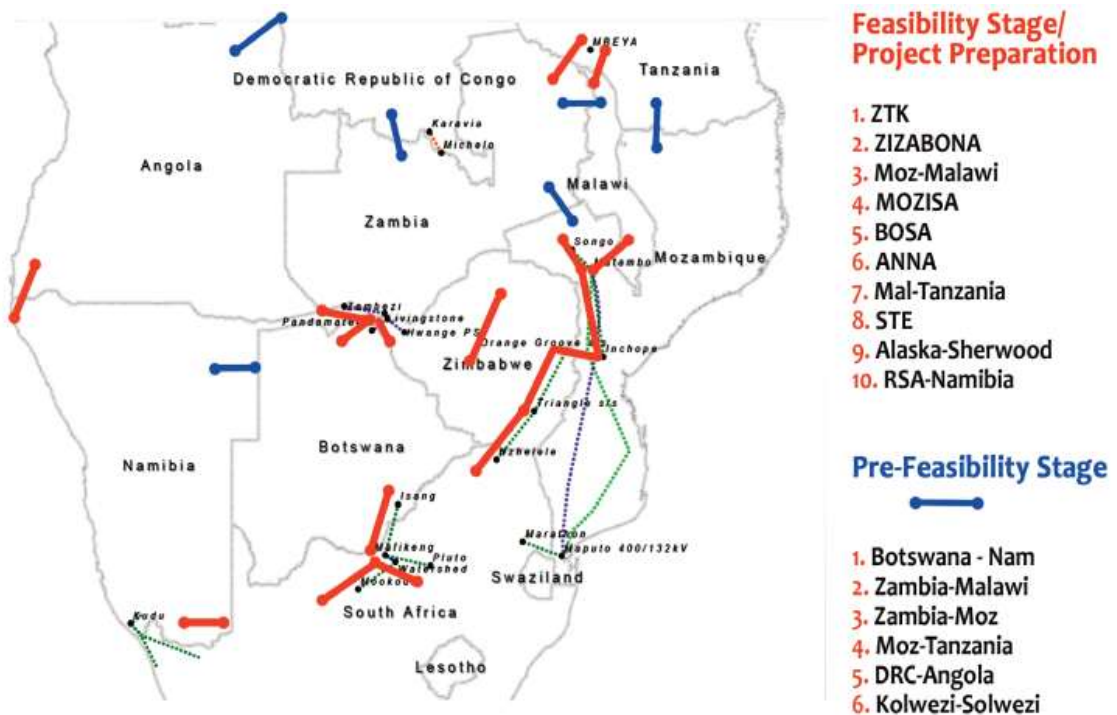 Feasibility Stage/
Project Preparation
1. ZTK
2. ZIZABONA
3. Moz-Malawi
4. MOZISA
5. BOSA
6. ANNA
7. Mal-Tanzania
8. STE
9. Alaska-Sherwood
10. RSA-Namibia
Pre-Feasibility Stage
1. Botswana - Nam
2. Zambia-Malawi
3. Zambia-Moz
4. Moz-Tanzania
5. DRC-Angola
6. Kolwezi-Solwezi
MBEYA
Tanzania
Democratic Republic of Congo
Karavia
Michelo
Angola
Malawi
Zambia
Songo
Matambo
Mozambique
Zambezi
Livingstone
Hwange PS
Orange Groove
Inchope
Zimbabwe
Triangle s/s
Nzhelele
Botswana
Namibia
Isang
Mafikeng
Pluto
Watershed
Marathon
Maputo 400/132kV
Swaziland
South Africa
Kudu
Lesotho